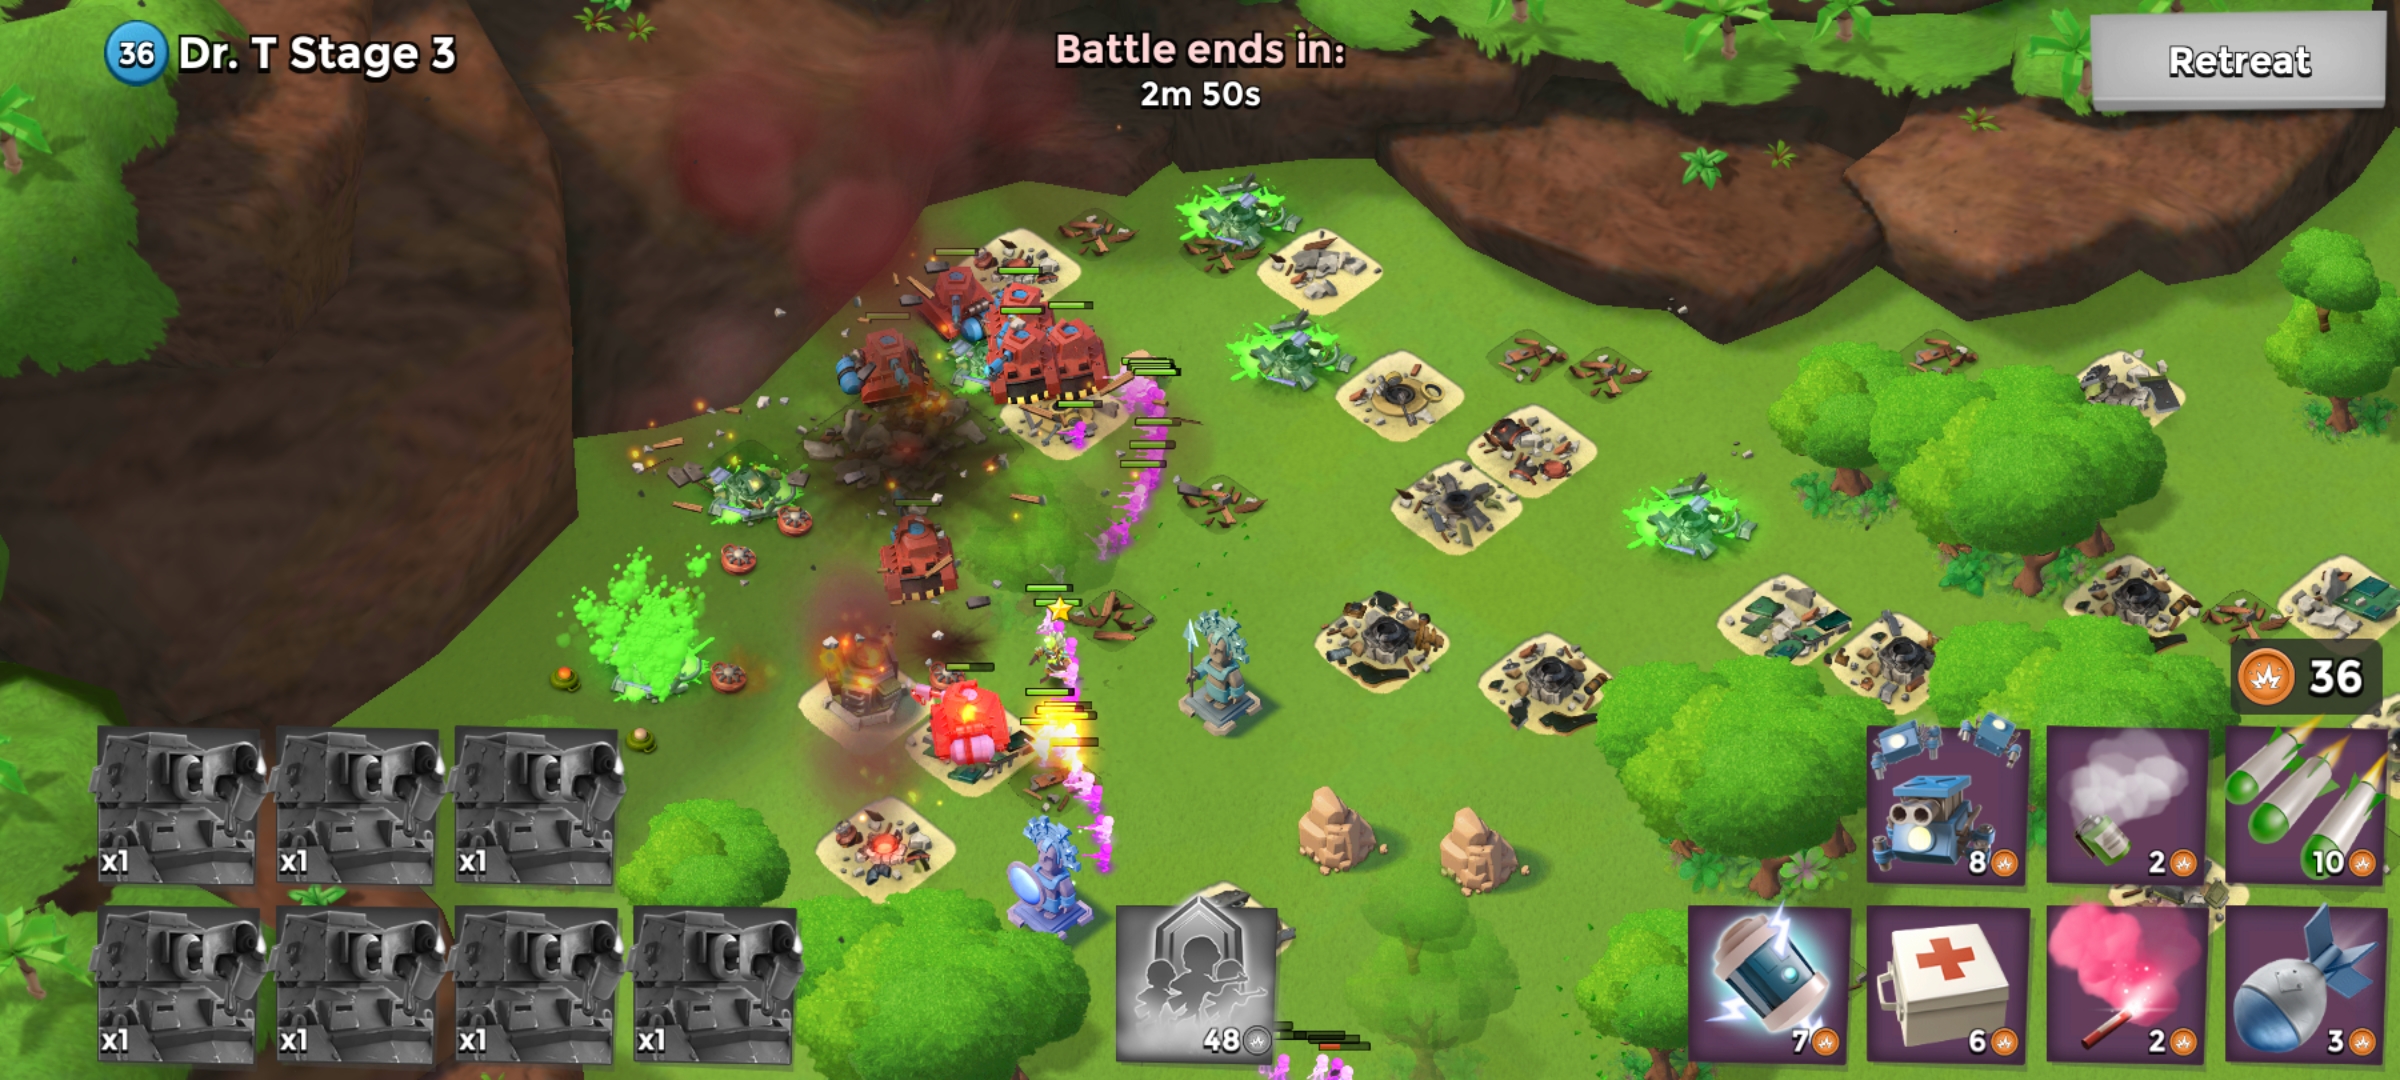 36 Dr. T Stage 3
Battle ends in:
2m 50s
Retreat
36
x1 x1 x1
8 2 10
x1 x1 x1 x1
48
7 6 2 3